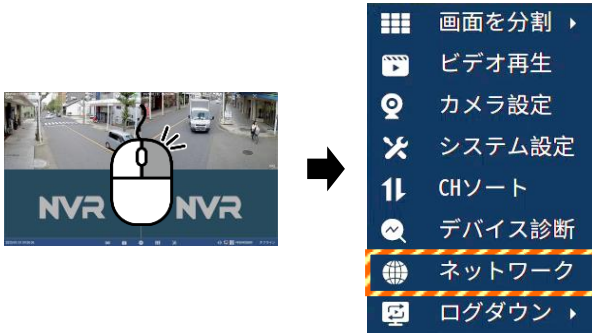 NVR
NVR
画面を分割
ビデオ再生
カメラ設定
システム設定
CHソート
デバイス診断
ネットワーク
ログダウン